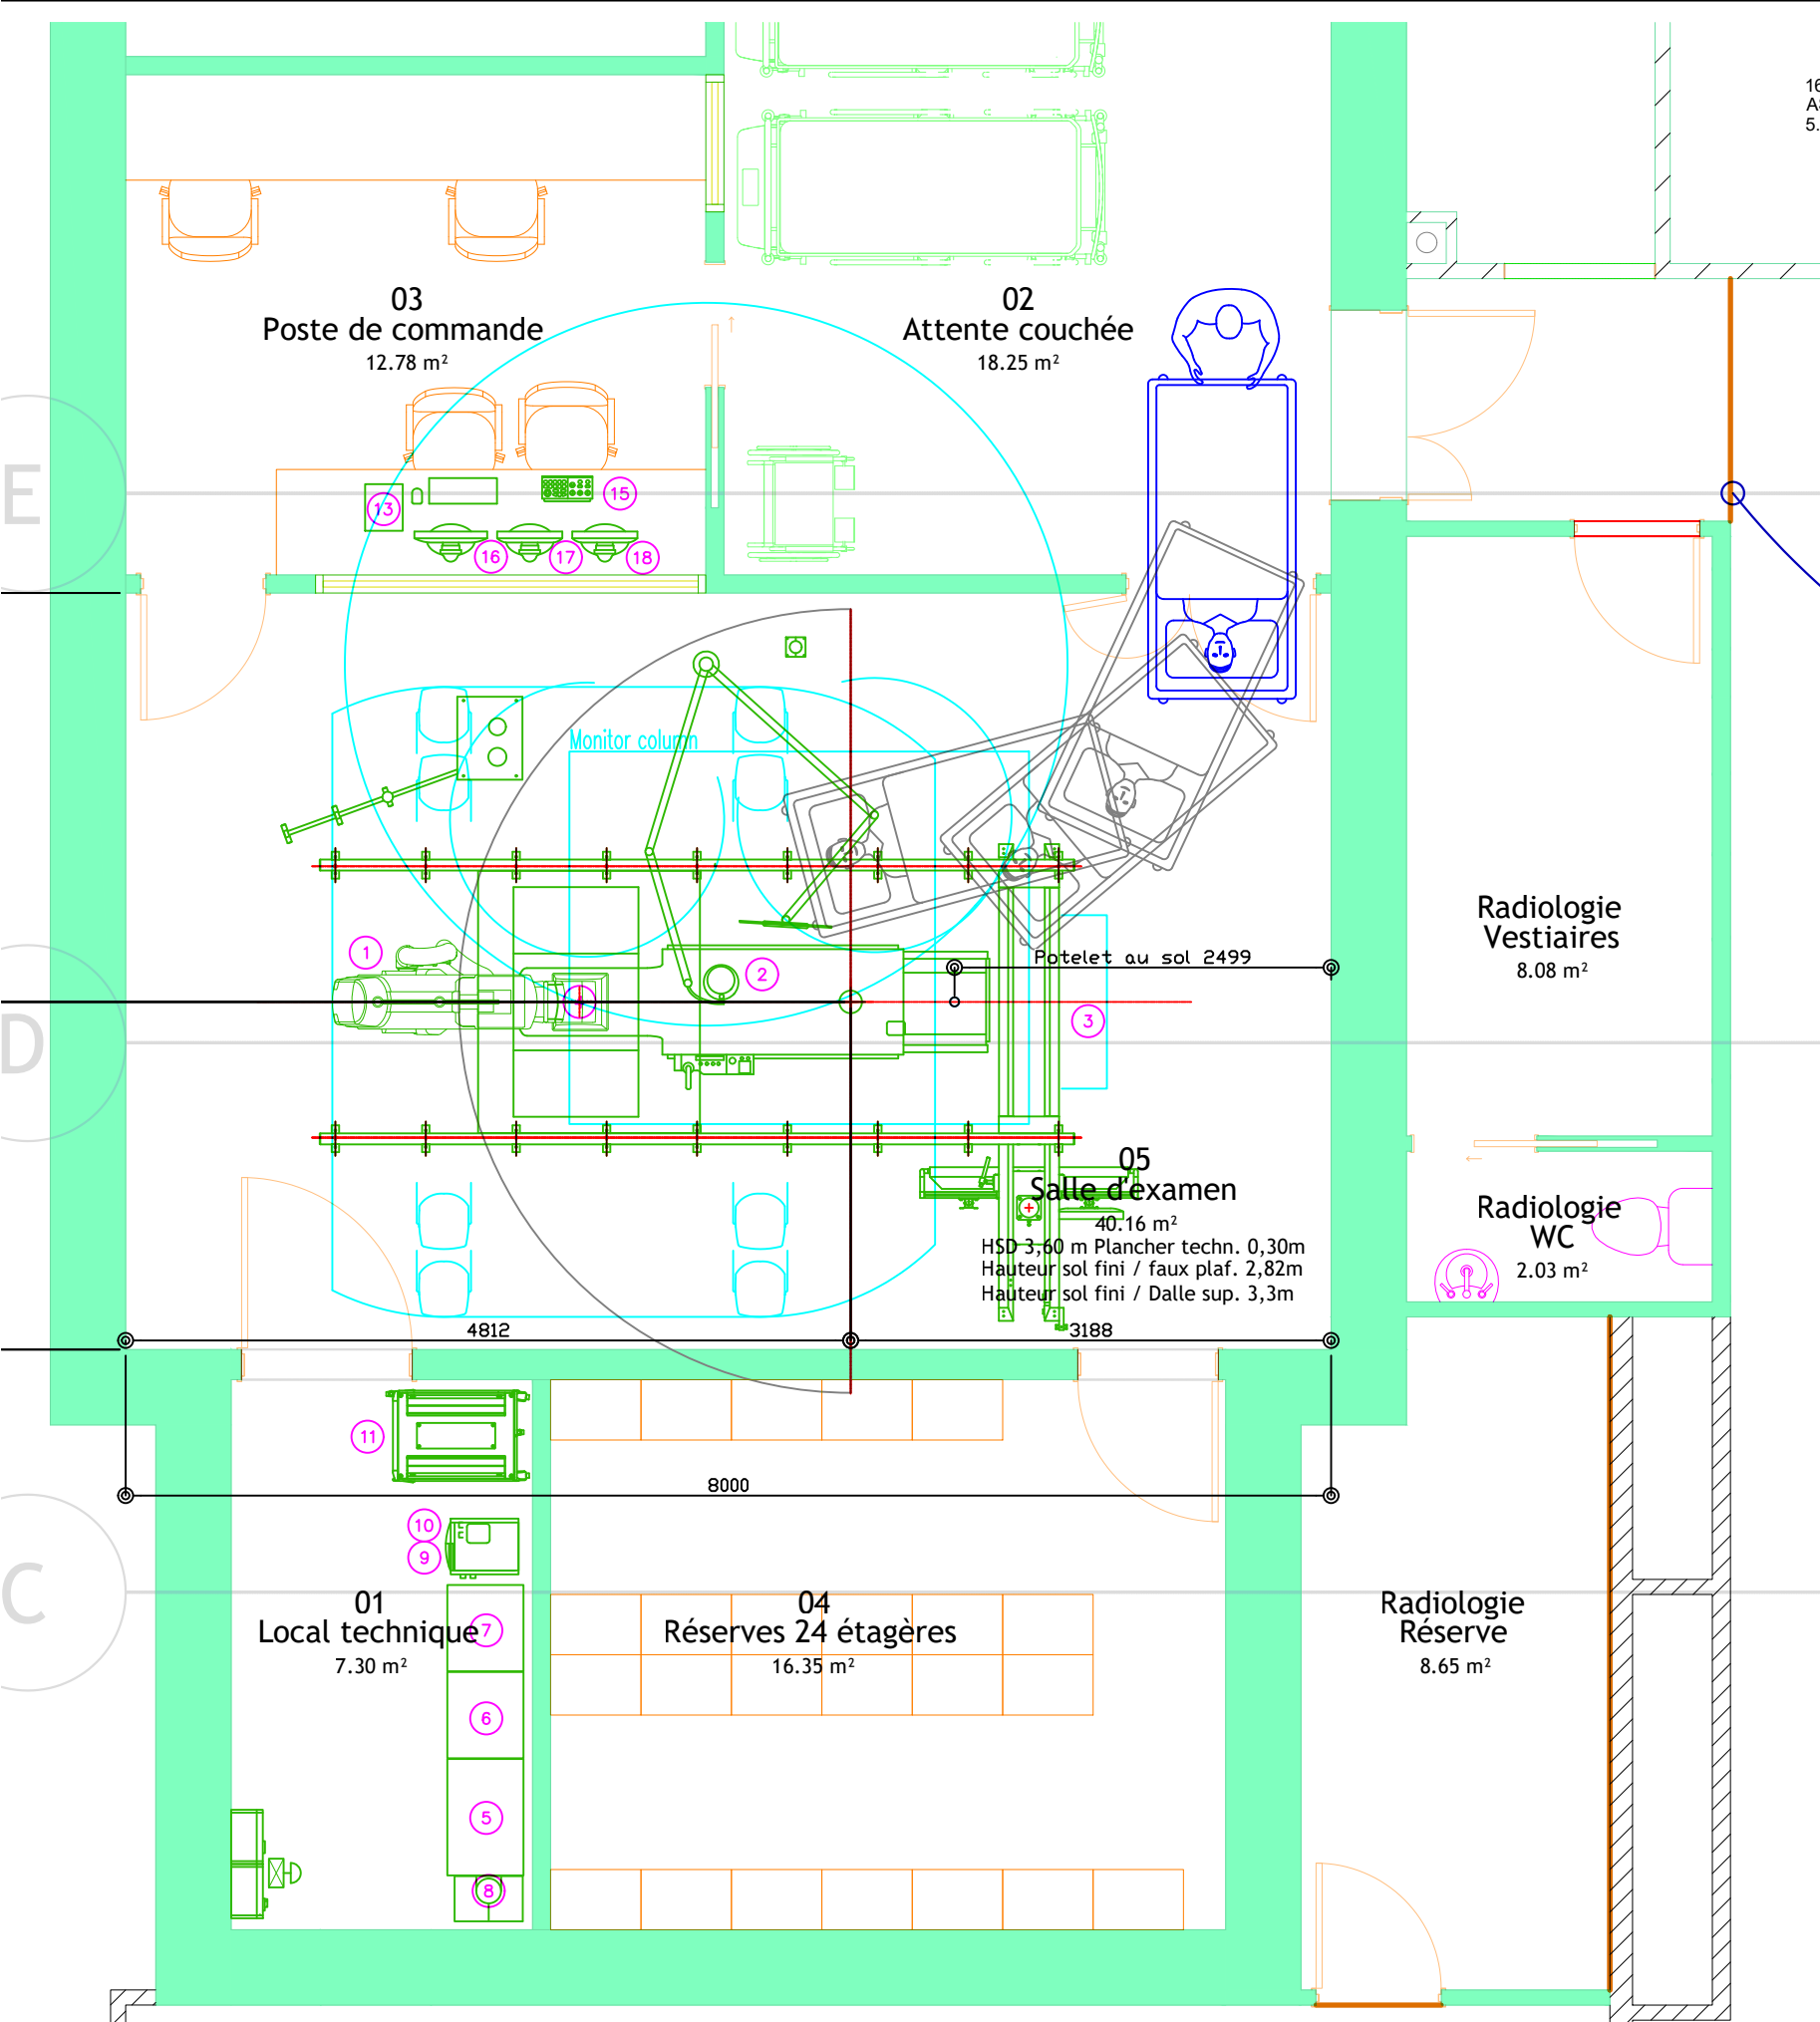 16
A
5.
03
Poste de commande
12.78 m²
02
Attente couchée
18.25 m²
E
13
15
16
17
18
Monitor column
Radiologie
Vestiaires
8.08 m²
1
2
Potelet au sol 2499
4
3
D
05
Salle d'examen
40.16 m²
HSD 3,60 m Plancher techn. 0,30m
Hauteur sol fini / faux plaf. 2,82m
Hauteur sol fini / Dalle sup. 3,3m
Radiologie
WC
2.03 m²
4812
3188
11
8000
10
9
C
01
Local technique
7.30 m²
7
04
Réserves 24 étagères
16.35 m²
Radiologie
Réserve
8.65 m²
6
5
8